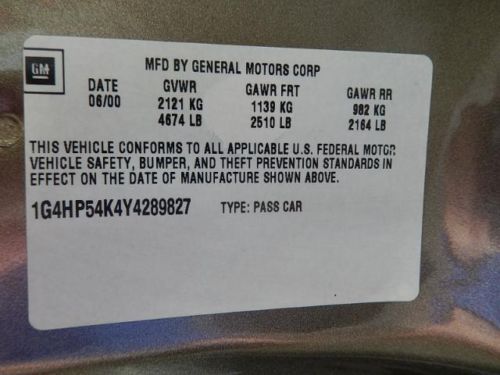 GM
MFD BY GENERAL MOTORS CORP
DATE GVWR GAWR FRT GAWR RR
06/00 2121 KG 1139 KG 982 KG
4674 LB 2510 LB 2164 LB
THIS VEHICLE CONFORMS TO ALL APPLICABLE U.S. FEDERAL MOTOR
VEHICLE SAFETY, BUMPER, AND THEFT PREVENTION STANDARDS IN
EFFECT ON THE DATE OF MANUFACTURE SHOWN ABOVE.
1G4HP54K4Y4289827 TYPE: PASS CAR